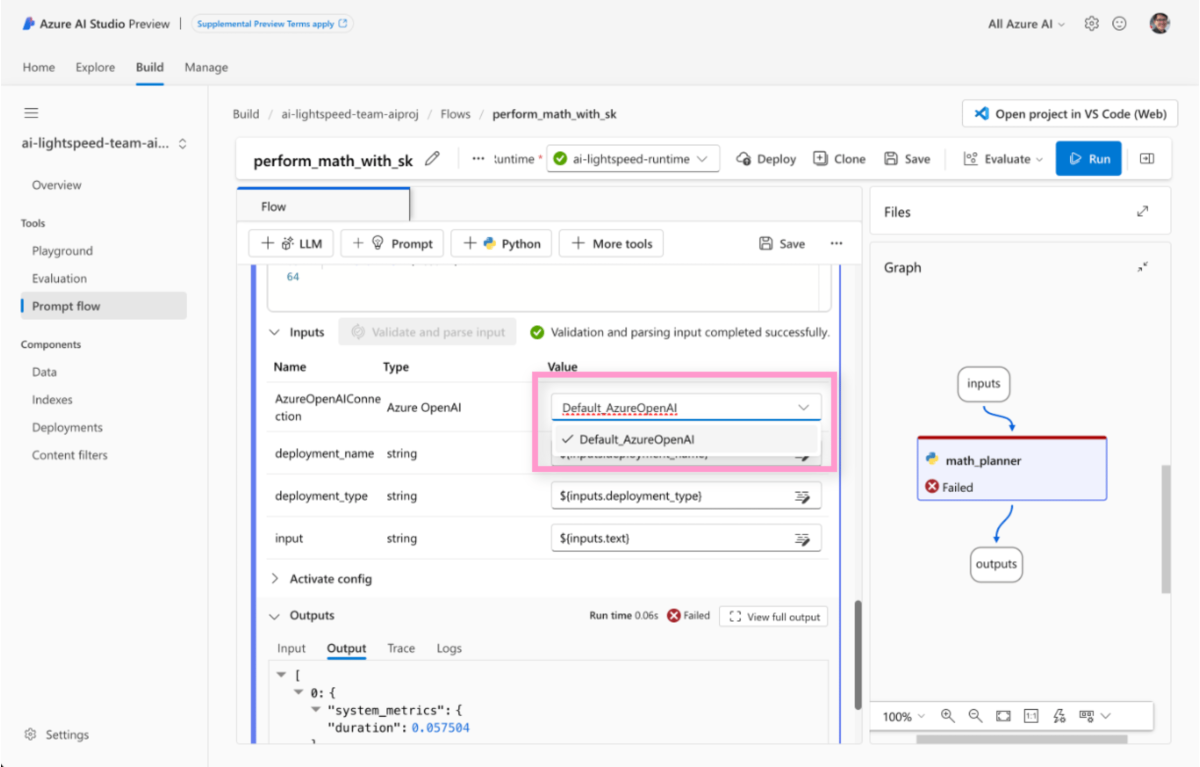 Azure AI Studio Preview | Supplemental Preview Terms apply All Azure AI
Home Explore Build Manage
Build / ai-lightspeed-team-aiproj / Flows / perform_math_with_sk Open project in VS Code (Web)
ai-lightspeed-team-ai...
perform_math_with_sk ... :untime * ai-lightspeed-runtime Deploy Clone Save Evaluate Run
Overview
Tools
Playground
Evaluation
Prompt flow
Components
Data
Indexes
Deployments
Content filters
Settings
Flow
+ LLM + Prompt + Python + More tools Save ...
64
Inputs Validate and parse input Validation and parsing input completed successfully.
Name Type Value
AzureOpenAIConne
ction
Azure OpenAI Default_AzureOpenAI
Default_AzureOpenAI
deployment_name string ${inputs.deployment_name}
deployment_type string ${inputs.deployment_type}
input string ${inputs.text}
Activate config
Outputs Run time 0.06s Failed View full output
Input Output Trace Logs
[
0: {
"system_metrics": {
"duration": 0.057504
Files
Graph
inputs
math_planner
Failed
outputs
100% 1:1